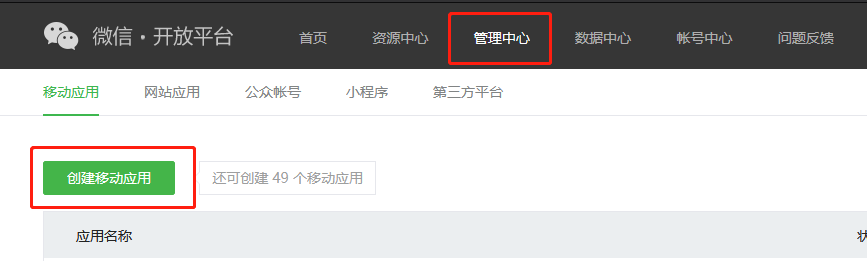 微信·开放平台 首页 资源中心 管理中心 数据中心 帐号中心 问题反馈
移动应用 网站应用 公众帐号 小程序 第三方平台
创建移动应用 还可创建 49 个移动应用
应用名称